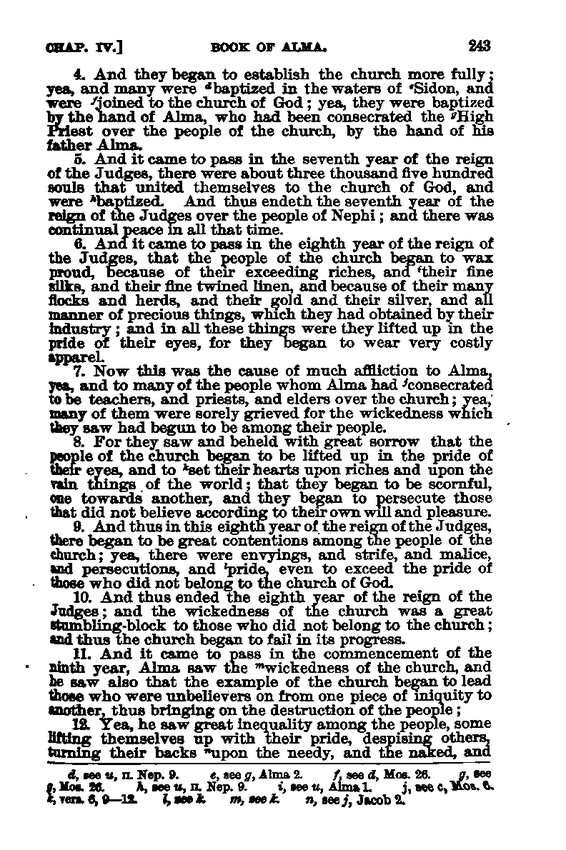 CHAP. IV.] BOOK OF ALMA. 243
4. And they began to establish the church more fully;
yea, and many were ᵈbaptized in the waters of ᵉSidon, and
were ᶠjoined to the church of God; yea, they were baptized
by the hand of Alma, who had been consecrated the ᵍHigh
Priest over the people of the church, by the hand of his
father Alma.
5. And it came to pass in the seventh year of the reign
of the Judges, there were about three thousand five hundred
souls that united themselves to the church of God, and
were ʰbaptized. And thus endeth the seventh year of the
reign of the Judges over the people of Nephi; and there was
continual peace in all that time.
6. And it came to pass in the eighth year of the reign of
the Judges, that the people of the church began to wax
proud, because of their exceeding riches, and ⁱtheir fine
silks, and their fine twined linen, and because of their many
flocks and herds, and their gold and their silver, and all
manner of precious things, which they had obtained by their
industry; and in all these things were they lifted up in the
pride of their eyes, for they began to wear very costly
apparel.
7. Now this was the cause of much affliction to Alma,
yea, and to many of the people whom Alma had ʲconsecrated
to be teachers, and priests, and elders over the church; yea,
many of them were sorely grieved for the wickedness which
they saw had begun to be among their people.
8. For they saw and beheld with great sorrow that the
people of the church began to be lifted up in the pride of
their eyes, and to ᵏset their hearts upon riches and upon the
vain things of the world; that they began to be scornful,
one towards another, and they began to persecute those
that did not believe according to their own will and pleasure.
9. And thus in this eighth year of the reign of the Judges,
there began to be great contentions among the people of the
church; yea, there were envyings, and strife, and malice,
and persecutions, and ˡpride, even to exceed the pride of
those who did not belong to the church of God.
10. And thus ended the eighth year of the reign of the
Judges; and the wickedness of the church was a great
stumbling-block to those who did not belong to the church;
and thus the church began to fail in its progress.
11. And it came to pass in the commencement of the
ninth year, Alma saw the ᵐwickedness of the church, and
he saw also that the example of the church began to lead
those who were unbelievers on from one piece of iniquity to
another, thus bringing on the destruction of the people;
12. Yea, he saw great inequality among the people, some
lifting themselves up with their pride, despising others,
turning their backs ⁿupon the needy, and the naked, and
d, see u, II. Nep. 9. e, see g, Alma 2. f, see d, Mos. 26. g, see
g, Mos. 26. h, see u, II. Nep. 9. i, see u, Alma 1. j, see c, Mos. 6.
k, vers. 6, 9—12. l, see k. m, see k. n, see j, Jacob 2.